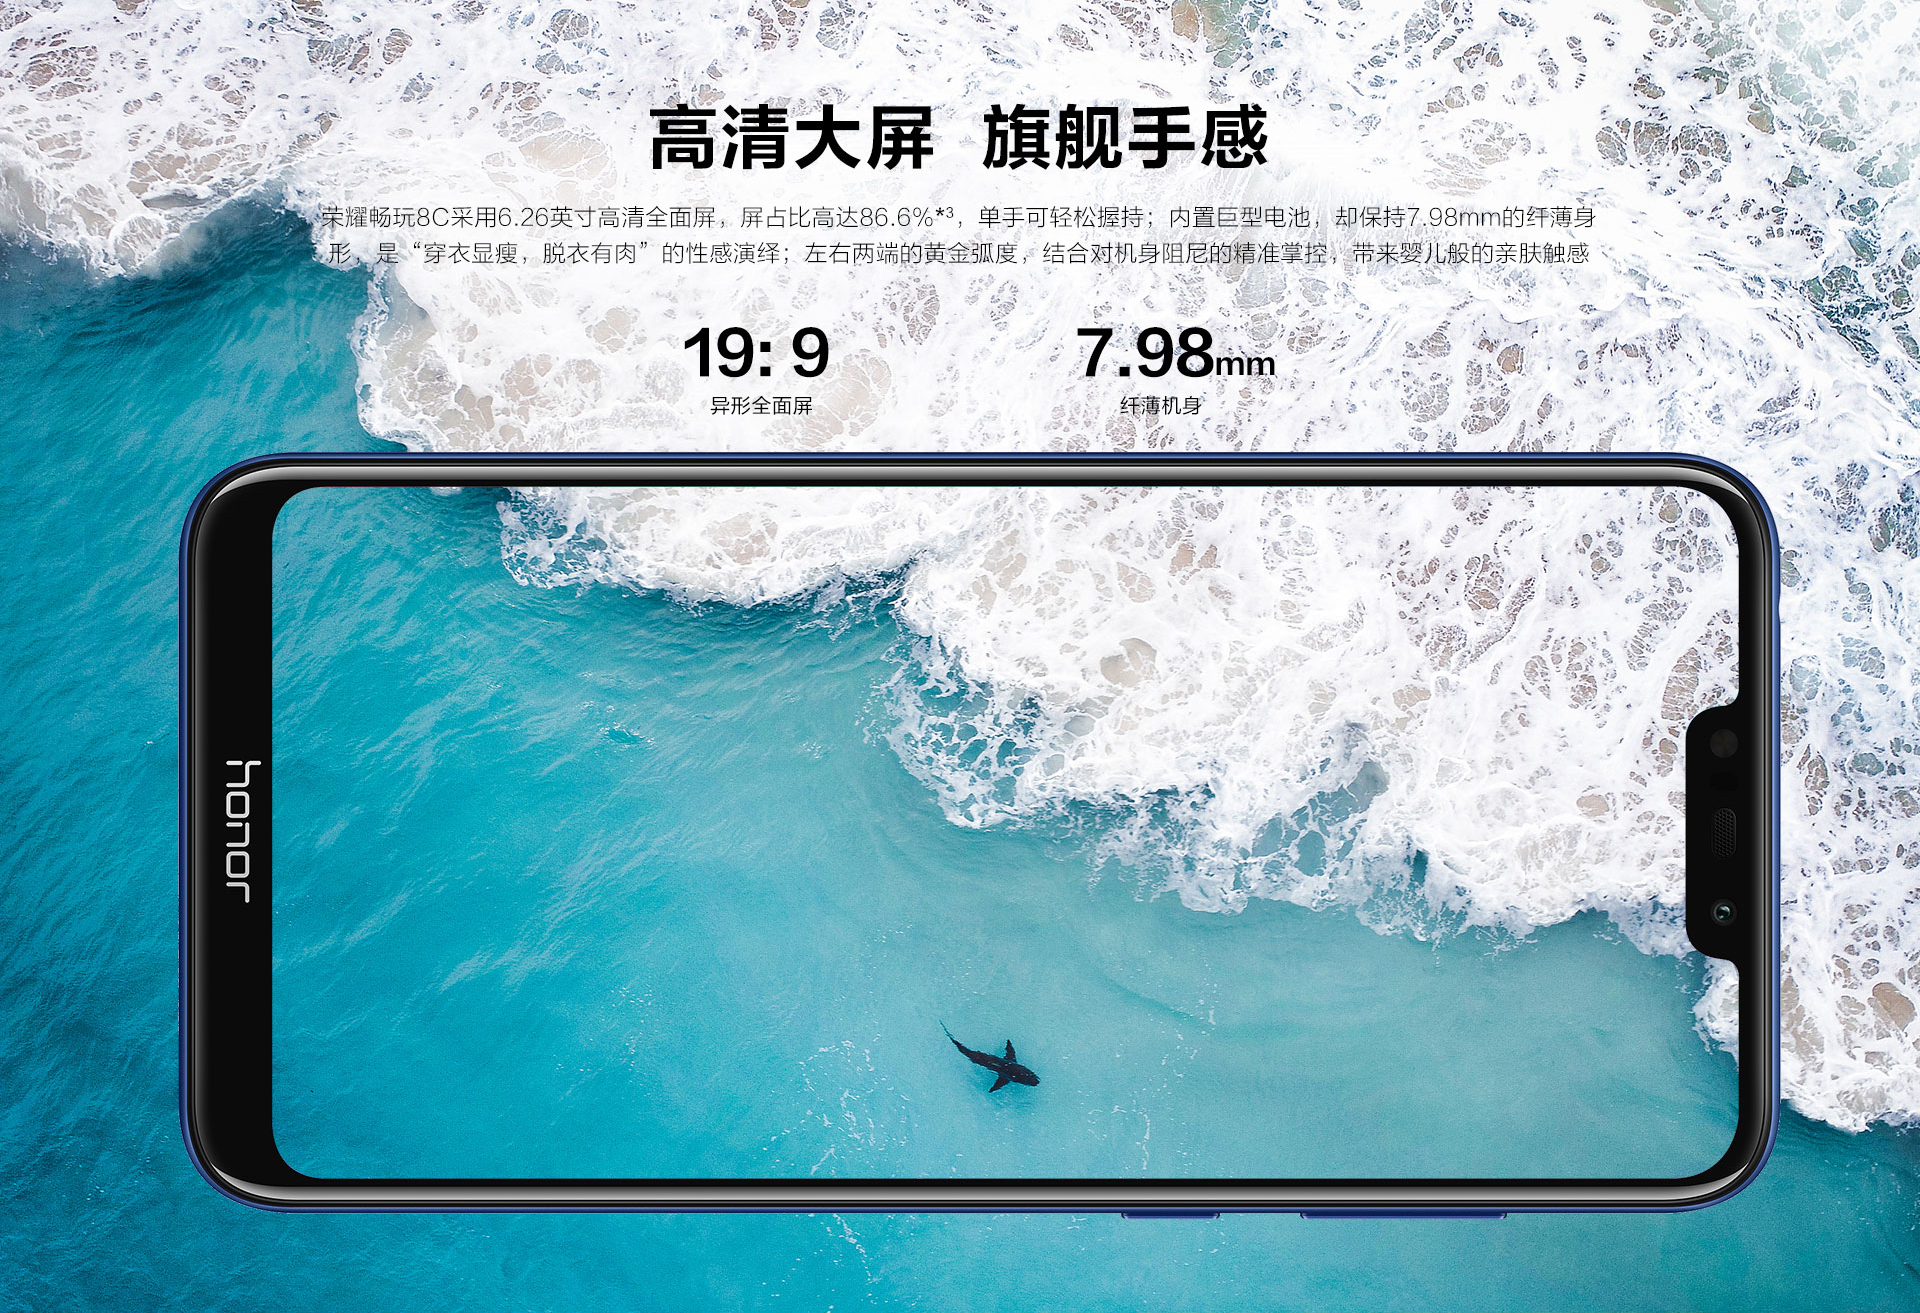 高清大屏 旗舰手感
荣耀畅玩8C采用6.26英寸高清全面屏，屏占比高达86.6%*³，单手可轻松握持；内置巨型电池，却保持7.98mm的纤薄身
形，是“穿衣显瘦，脱衣有肉”的性感演绎；左右两端的黄金弧度，结合对机身阻尼的精准掌控，带来婴儿般的亲肤触感
19: 9
异形全面屏
7.98mm
纤薄机身
honor